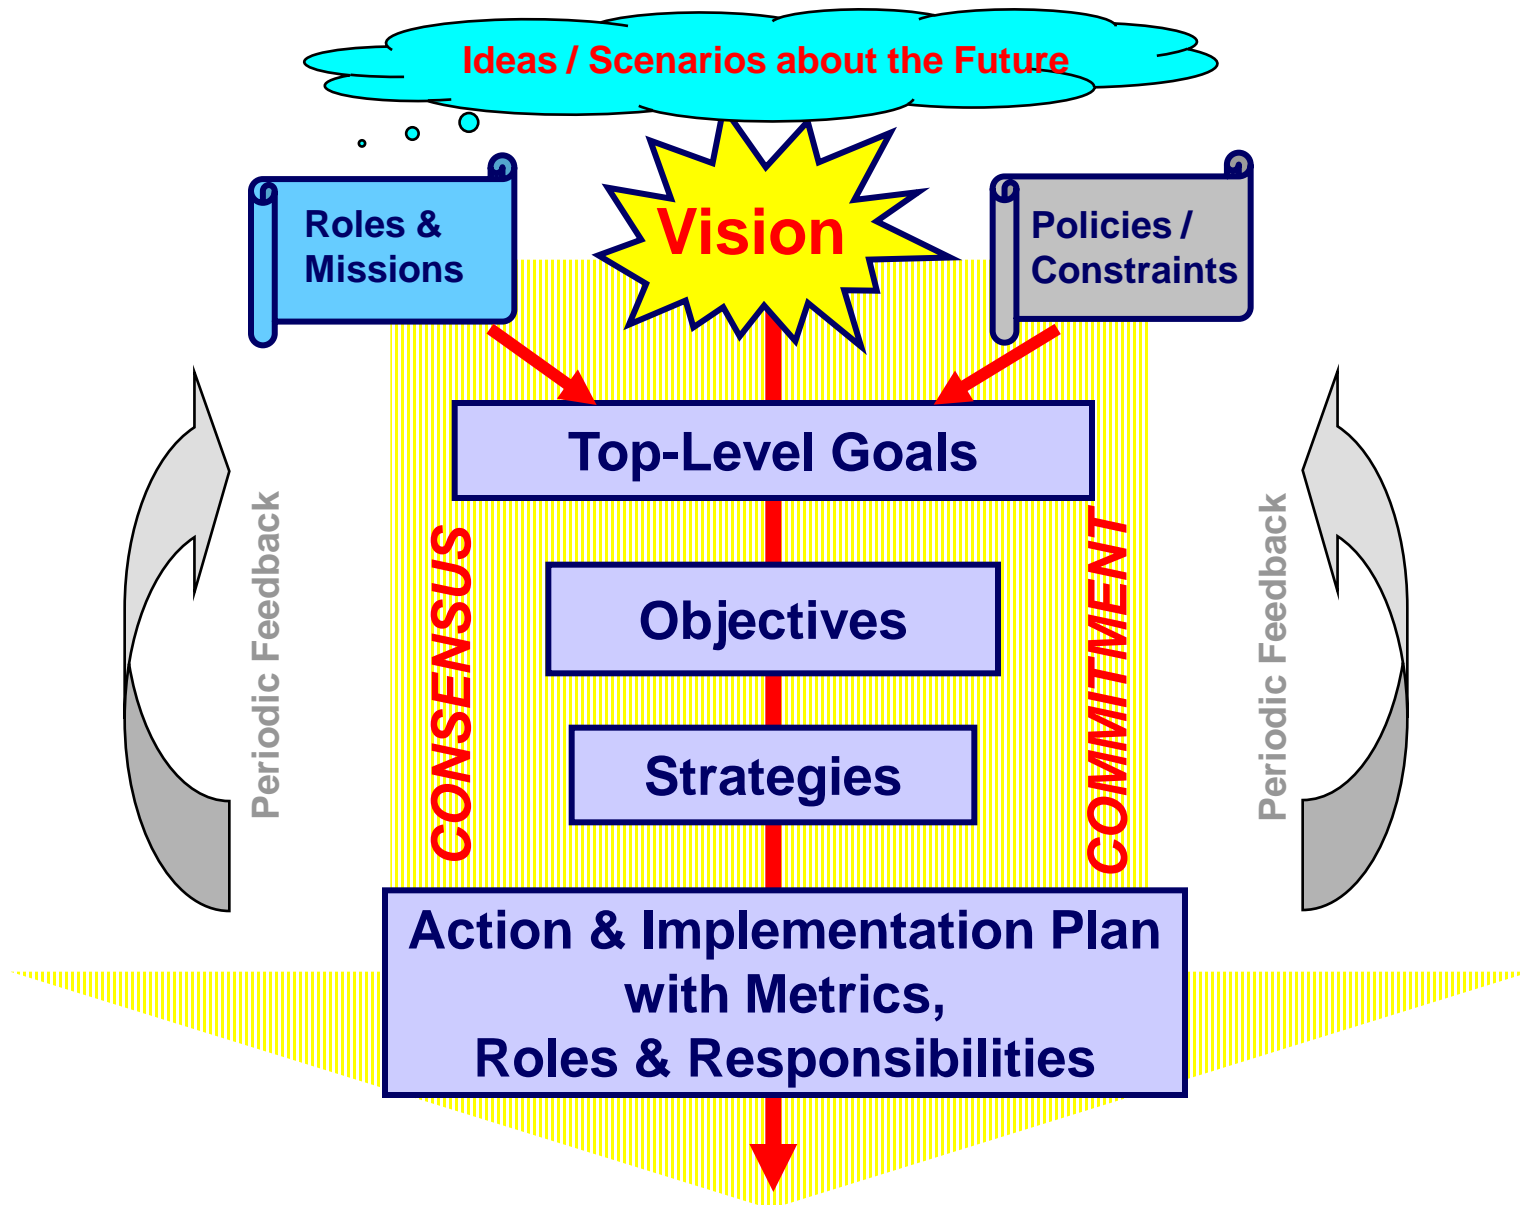 Ideas / Scenarios about the Future
Roles &
Missions
Vision
Policies /
Constraints
Top-Level Goals
Periodic Feedback
CONSENSUS
Objectives
COMMITMENT
Periodic Feedback
Strategies
Action & Implementation Plan
with Metrics,
Roles & Responsibilities